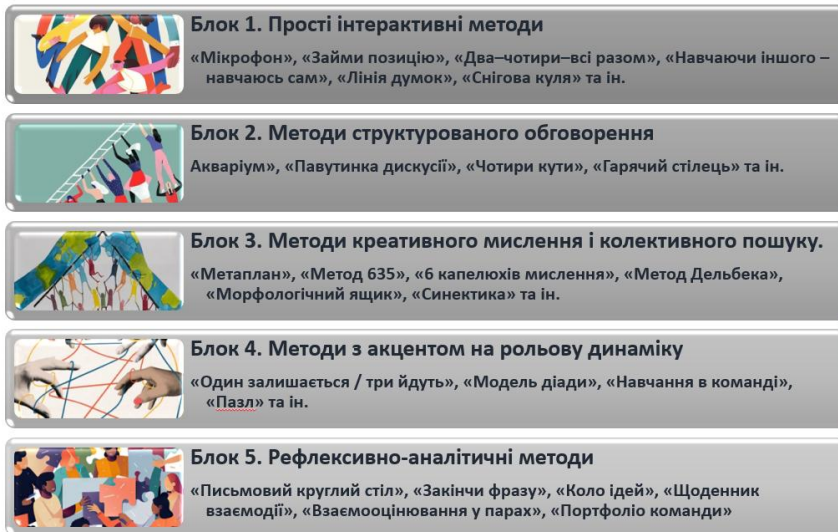 Блок 1. Прості інтерактивні методи
«Мікрофон», «Займи позицію», «Два–чотири–всі разом», «Навчаючи іншого –
навчаюсь сам», «Лінія думок», «Снігова куля» та ін.
Блок 2. Методи структурованого обговорення
Акваріум», «Павутинка дискусії», «Чотири кути», «Гарячий стілець» та ін.
Блок 3. Методи креативного мислення і колективного пошуку.
«Метаплан», «Метод 635», «6 капелюхів мислення», «Метод Дельбека»,
«Морфологічний ящик», «Синектика» та ін.
Блок 4. Методи з акцентом на рольову динаміку
«Один залишається / три йдуть», «Модель діади», «Навчання в команді»,
«Пазл» та ін.
Блок 5. Рефлексивно-аналітичні методи
«Письмовий круглий стіл», «Закінчи фразу», «Коло ідей», «Щоденник
взаємодії», «Взаємооцінювання у парах», «Портфоліо команди»